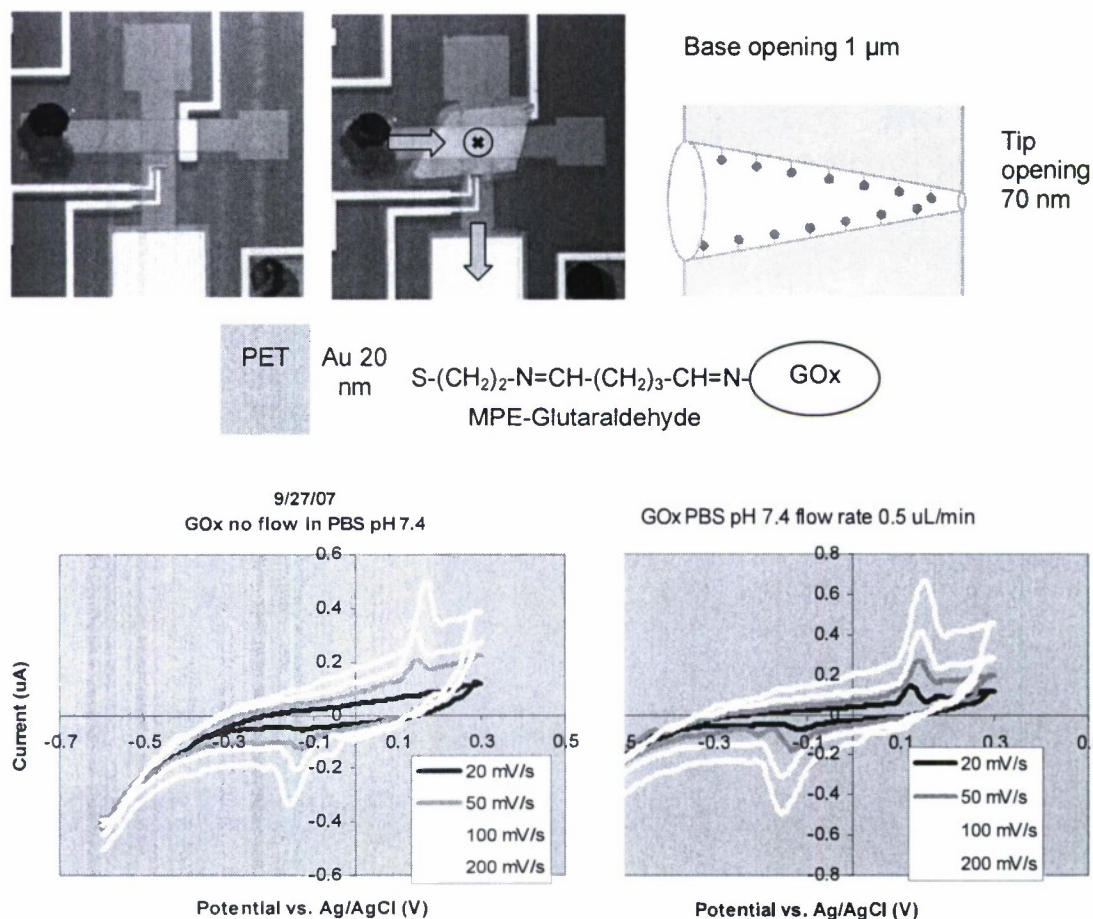 Base opening 1 µm
Tip
opening
70 nm
PET
Au 20
nm
S-(CH₂)₂-N=CH-(CH₂)₃-CH=N-
GOx
MPE-Glutaraldehyde
9/27/07
GOx no flow in PBS pH 7.4
Current (uA)
0.6
0.4
0.2
0
-0.2
-0.4
-0.6
-0.7
-0.3
-0.1
0.1
0.3
0.5
20 mV/s
50 mV/s
100 mV/s
200 mV/s
Potential vs. Ag/AgCl (V)
GOx PBS pH 7.4 flow rate 0.5 uL/min
0.8
0.6
0.4
0.2
0
-0.2
-0.4
-0.6
-0.8
-0.3
-0.1
0.1
0.3
0.
20 mV/s
50 mV/s
100 mV/s
200 mV/s
Potential vs. Ag/AgCl (V)